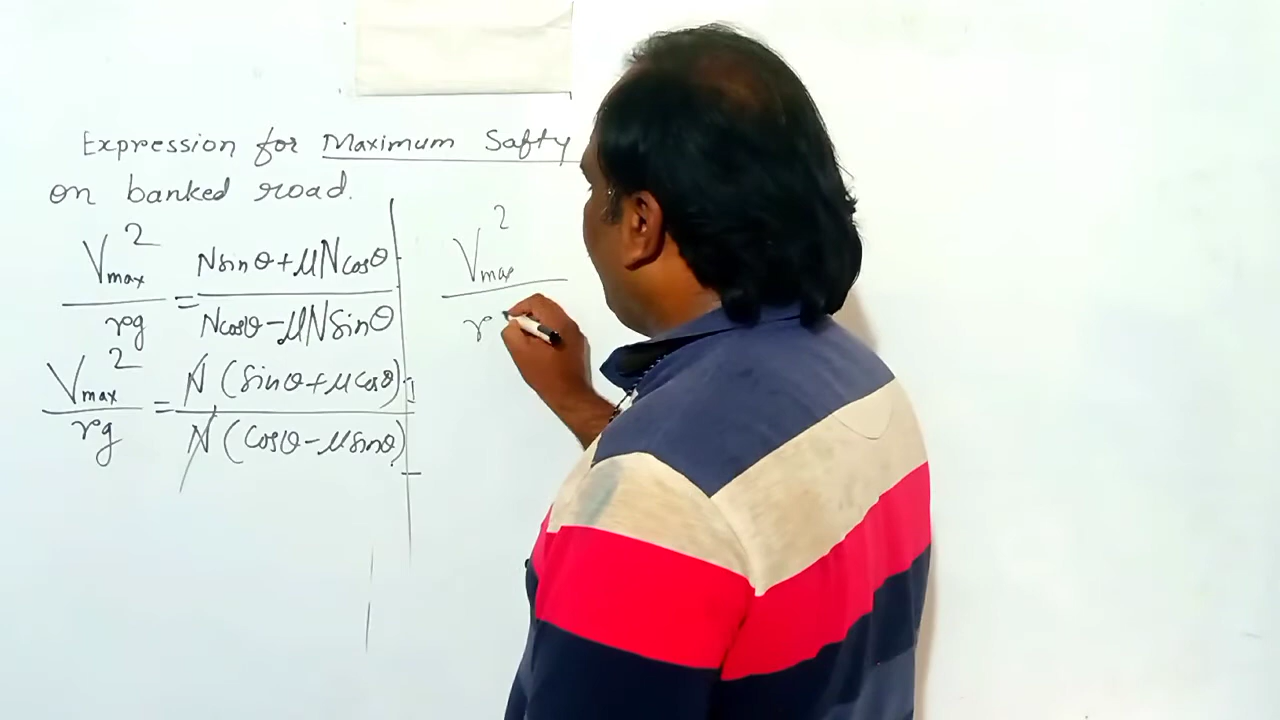 Expression for Maximum Safty
on banked road.
Vmax² / rg = Nsinθ+μNcosθ / Ncosθ-μNSinθ
Vmax² / rg = N (Sinθ+μcosθ) / N (Cosθ-μsinθ)
Vmax² / r